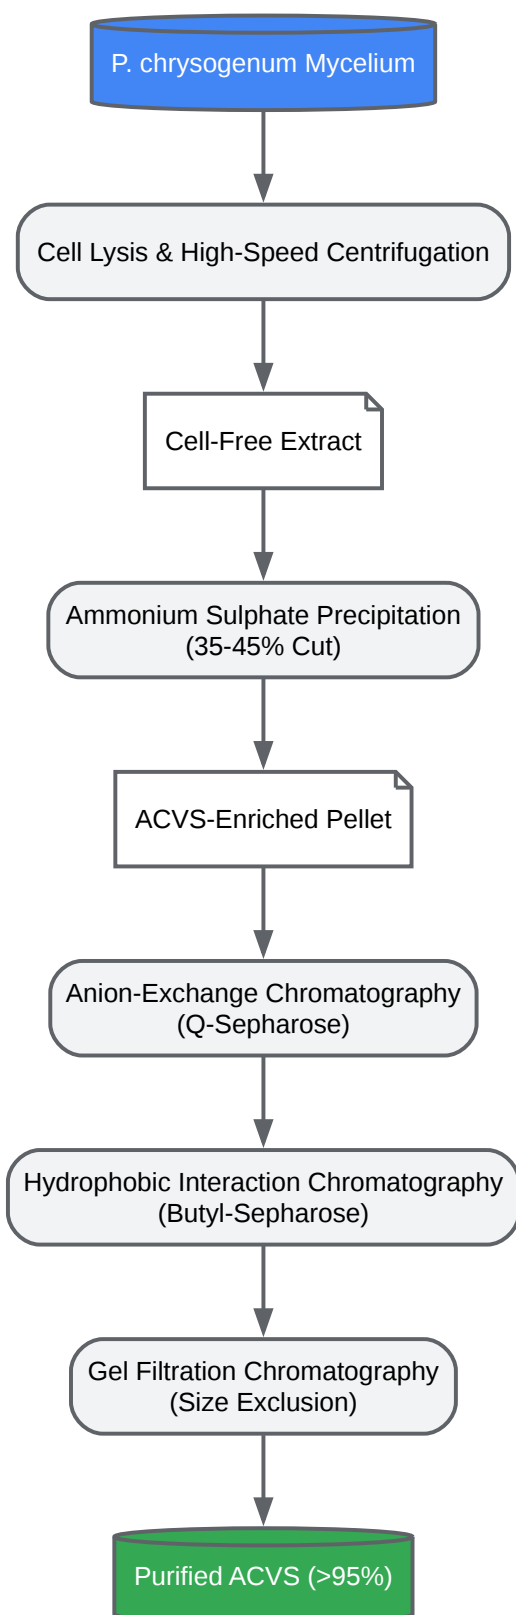 P. chrysogenum Mycelium
Cell Lysis & High-Speed Centrifugation
Cell-Free Extract
Ammonium Sulphate Precipitation
(35-45% Cut)
ACVS-Enriched Pellet
Anion-Exchange Chromatography
(Q-Sepharose)
Hydrophobic Interaction Chromatography
(Butyl-Sepharose)
Gel Filtration Chromatography
(Size Exclusion)
Purified ACVS (>95%)